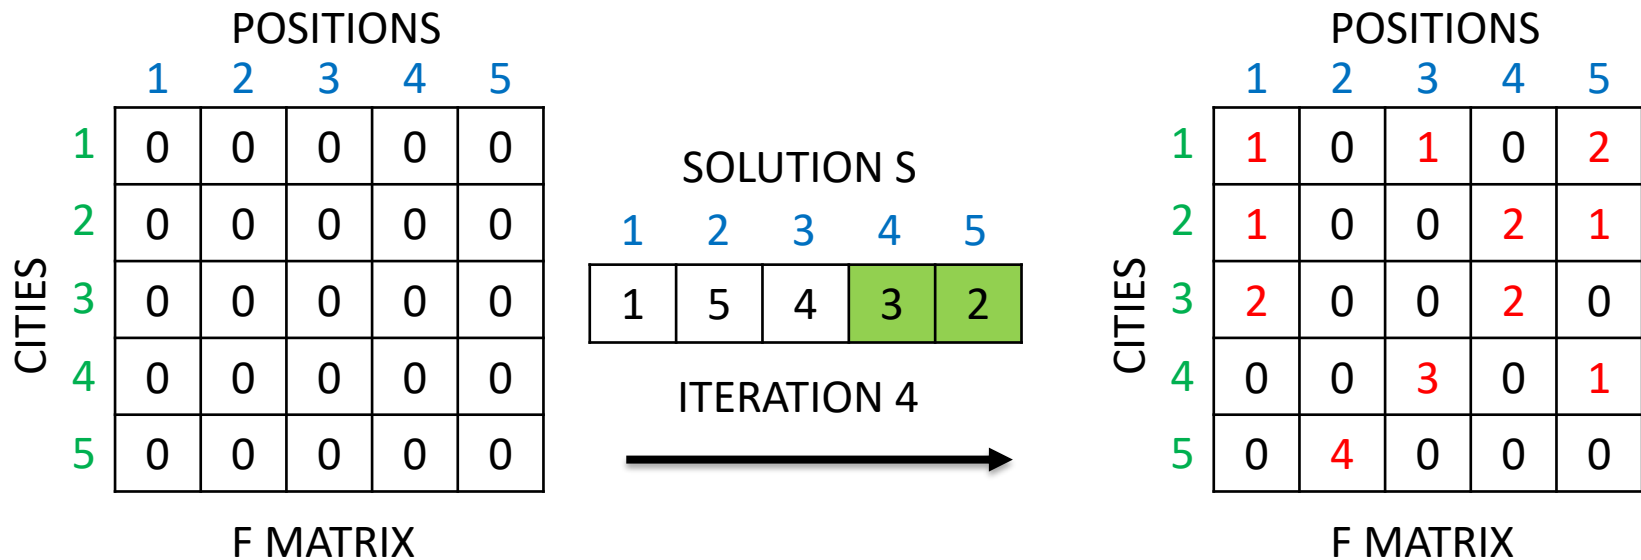 POSITIONS
1 2 3 4 5
CITIES
1 0 0 0 0 0
2 0 0 0 0 0
3 0 0 0 0 0
4 0 0 0 0 0
5 0 0 0 0 0
F MATRIX
SOLUTION S
1 2 3 4 5
1 5 4 3 2
ITERATION 4
POSITIONS
1 2 3 4 5
CITIES
1 1 0 1 0 2
2 1 0 0 2 1
3 2 0 0 2 0
4 0 0 3 0 1
5 0 4 0 0 0
F MATRIX